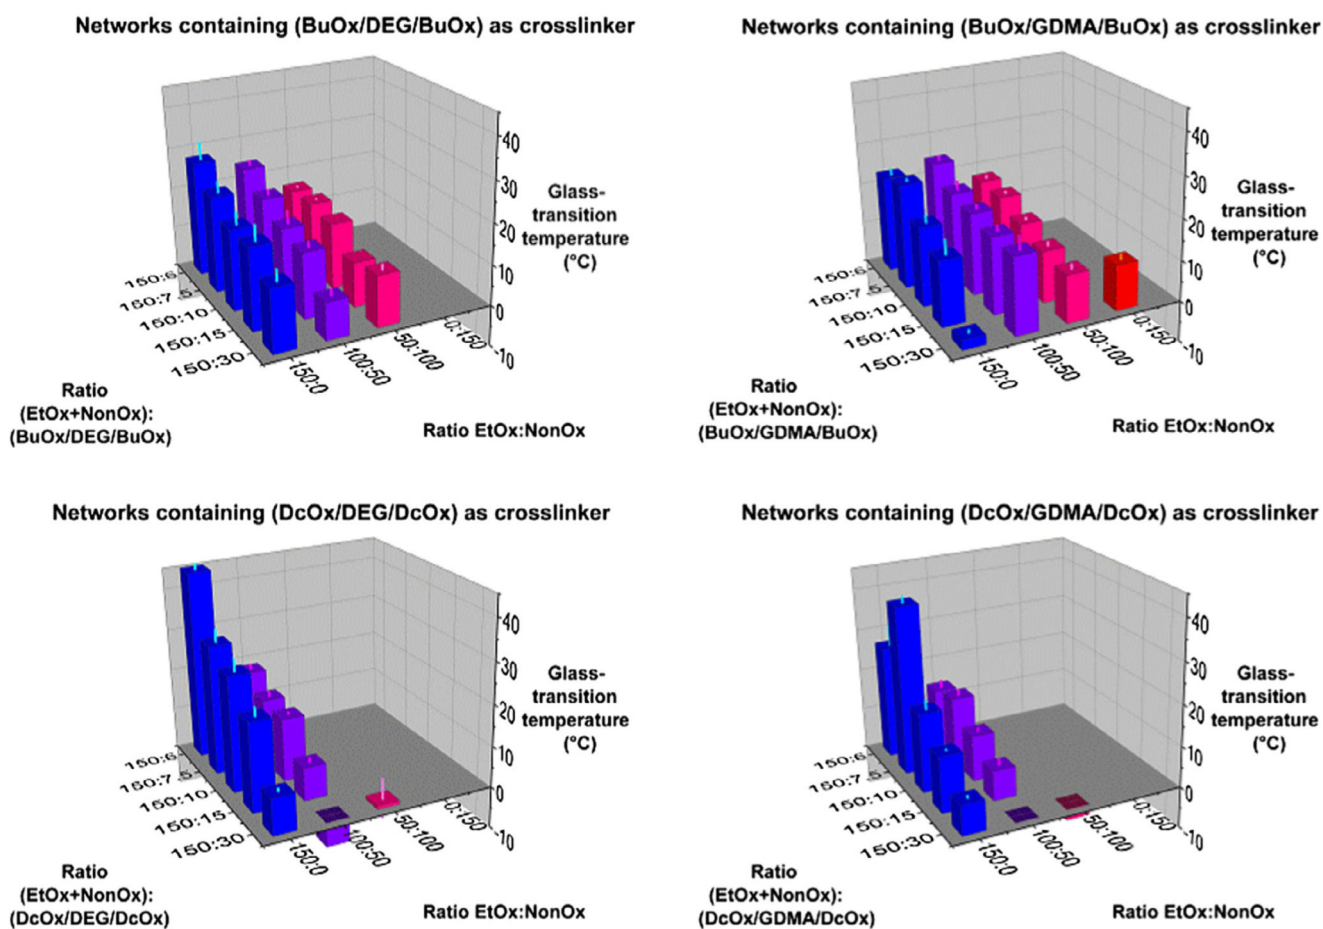 Networks containing (BuOx/DEG/BuOx) as crosslinker
40
30
20
10
0
-10
Glass-
transition
temperature
(°C)
150:6
150:7.5
150:10
150:15
150:30
150:0
100:50
50:100
0:150
Ratio
(EtOx+NonOx):
(BuOx/DEG/BuOx)
Ratio EtOx:NonOx
Networks containing (BuOx/GDMA/BuOx) as crosslinker
40
30
20
10
0
-10
Glass-
transition
temperature
(°C)
150:6
150:7.5
150:10
150:15
150:30
150:0
100:50
50:100
0:150
Ratio
(EtOx+NonOx):
(BuOx/GDMA/BuOx)
Ratio EtOx:NonOx
Networks containing (DcOx/DEG/DcOx) as crosslinker
40
30
20
10
0
-10
Glass-
transition
temperature
(°C)
150:6
150:7.5
150:10
150:15
150:30
150:0
100:50
50:100
0:150
Ratio
(EtOx+NonOx):
(DcOx/DEG/DcOx)
Ratio EtOx:NonOx
Networks containing (DcOx/GDMA/DcOx) as crosslinker
40
30
20
10
0
-10
Glass-
transition
temperature
(°C)
150:6
150:7.5
150:10
150:15
150:30
150:0
100:50
50:100
0:150
Ratio
(EtOx+NonOx):
(DcOx/GDMA/DcOx)
Ratio EtOx:NonOx